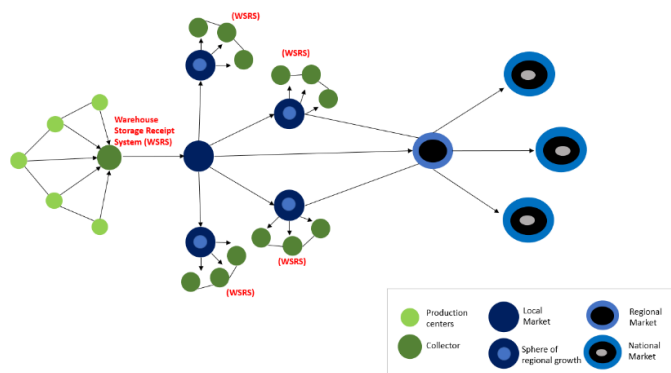 (WSRS)
(WSRS)
Warehouse
Storage Receipt
System (WSRS)
(WSRS)
(WSRS)
Production
centers
Local
Market
Regional
Market
Collector
Sphere of
regional growth
National
Market